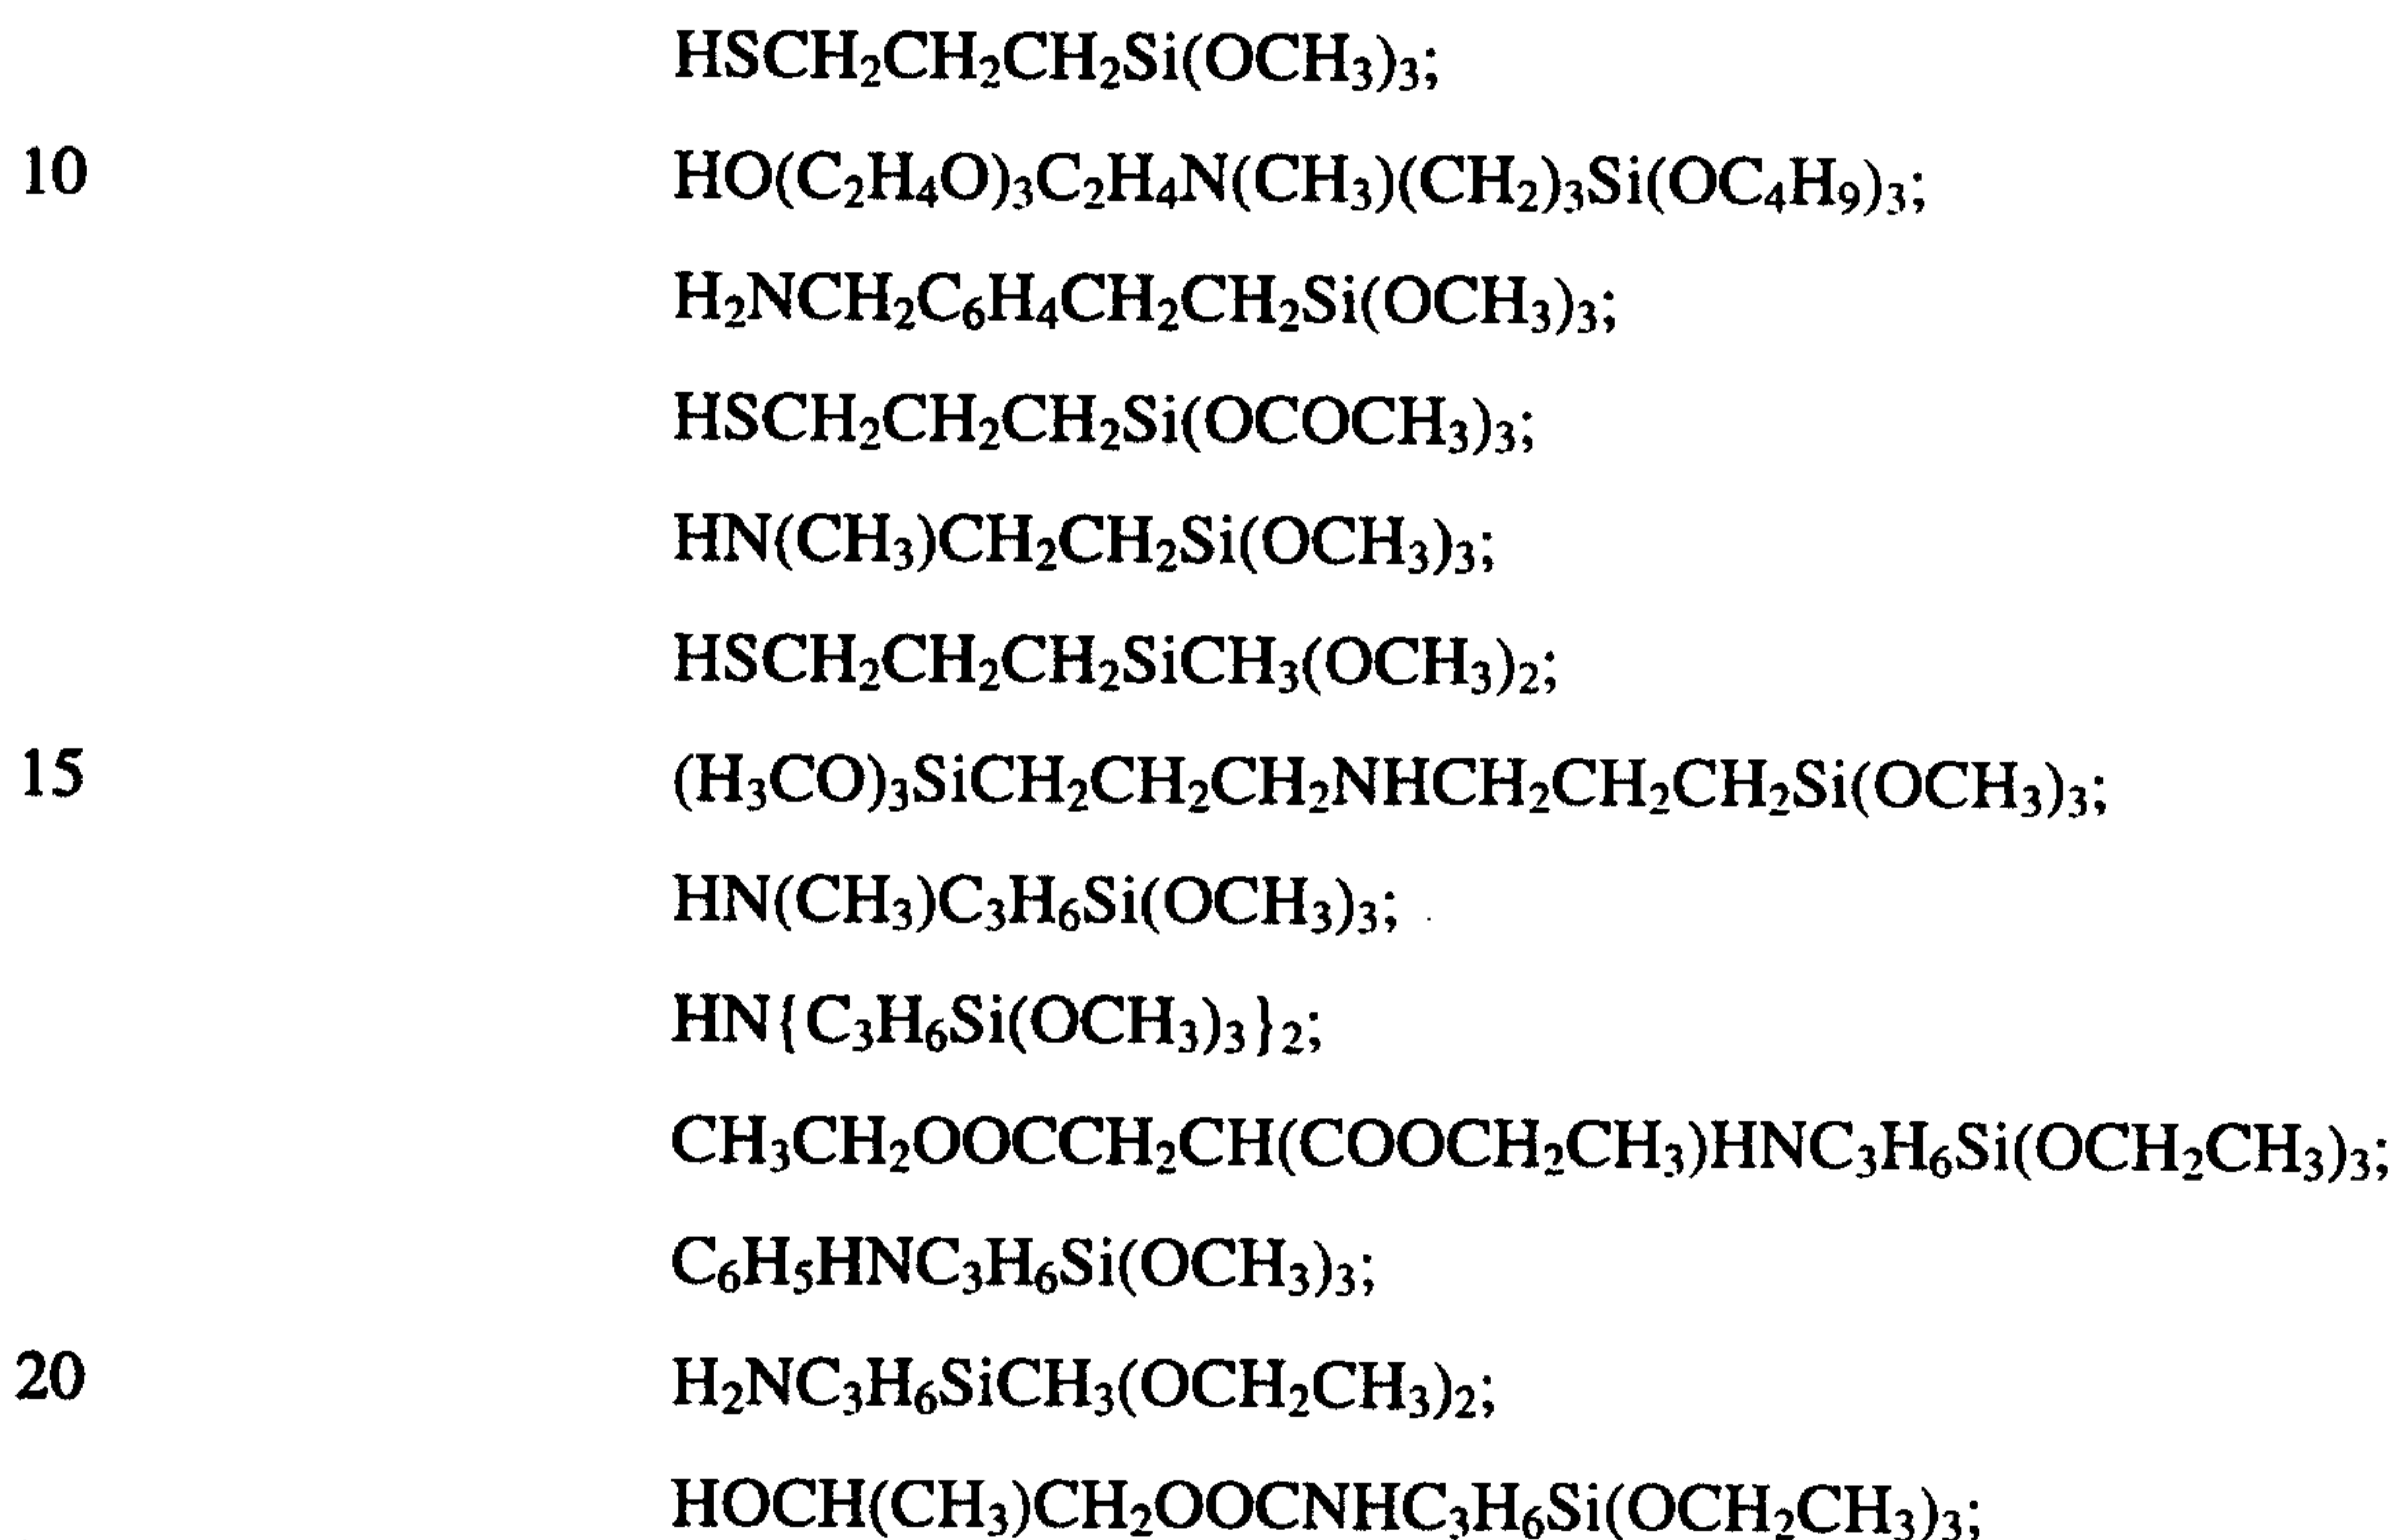 HSCH₂CH₂CH₂Si(OCH₃)₃;
10 HO(C₂H₄O)₃C₂H₄N(CH₃)(CH₂)₃Si(OC₄H₉)₃;
H₂NCH₂C₆H₄CH₂CH₂Si(OCH₃)₃;
HSCH₂CH₂CH₂Si(OCOCH₃)₃;
HN(CH₃)CH₂CH₂Si(OCH₃)₃;
HSCH₂CH₂CH₂SiCH₃(OCH₃)₂;
15 (H₃CO)₃SiCH₂CH₂CH₂NHCH₂CH₂CH₂Si(OCH₃)₃;
HN(CH₃)C₃H₆Si(OCH₃)₃;
HN{C₃H₆Si(OCH₃)₃}₂;
CH₃CH₂OOCCH₂CH(COOCH₂CH₃)HNC₃H₆Si(OCH₂CH₃)₃;
C₆H₅HNC₃H₆Si(OCH₃)₃;
20 H₂NC₃H₆SiCH₃(OCH₂CH₃)₂;
HOCH(CH₃)CH₂OOCNHC₃H₆Si(OCH₂CH₃)₃;